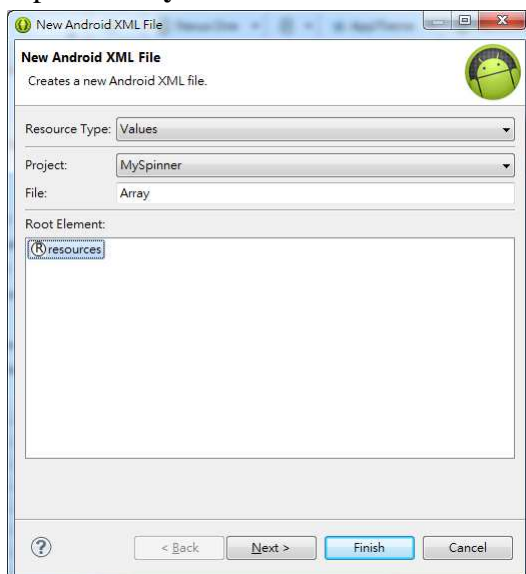 New Android XML File
New Android XML File
Creates a new Android XML file.
Resource Type: Values
Project: MySpinner
File: Array
Root Element:
R resources
? < Back Next > Finish Cancel